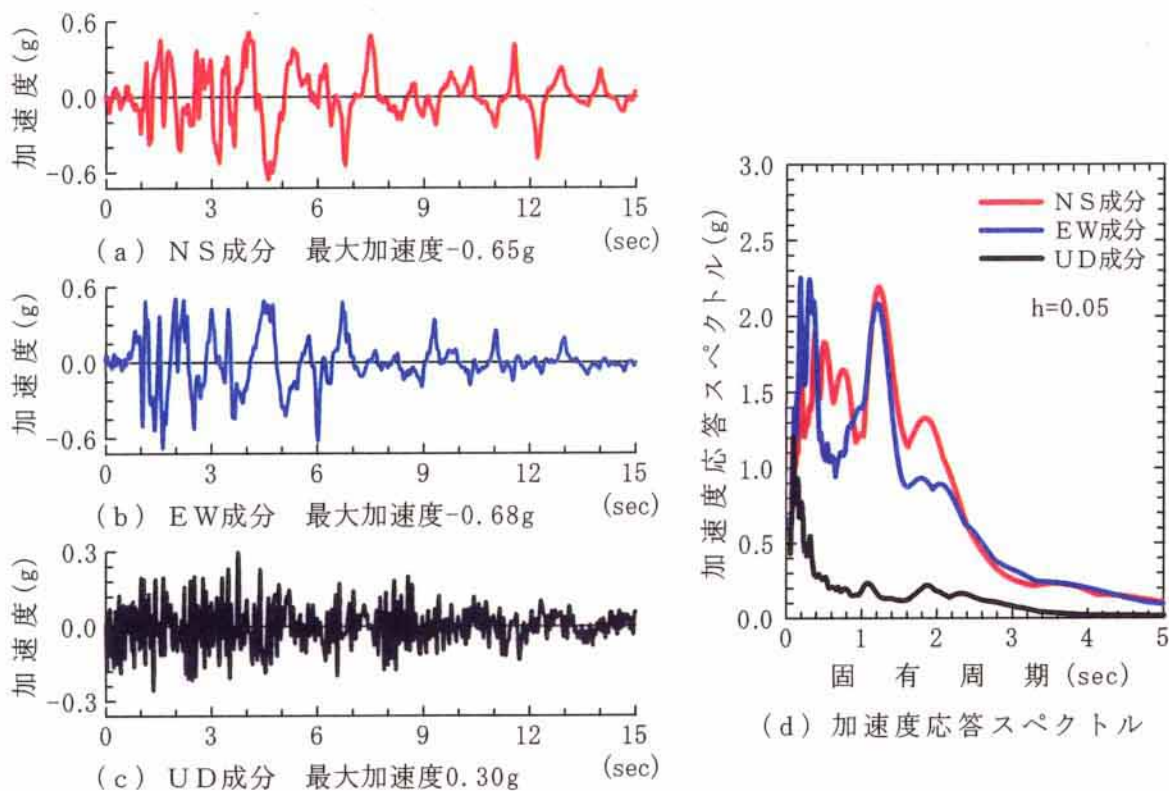 加速度(g)
0.6
0.0
-0.6
0 3 6 9 12 15
(sec)
(a) NS成分 最大加速度-0.65g
加速度(g)
0.6
0.0
-0.6
0 3 6 9 12 15
(sec)
(b) EW成分 最大加速度-0.68g
加速度(g)
0.3
0.0
-0.3
0 3 6 9 12 15
(sec)
(c) UD成分 最大加速度0.30g
加速度応答スペクトル(g)
3.0
2.5
2.0
1.5
1.0
0.5
0.0
NS成分
EW成分
UD成分
h=0.05
0 1 2 3 4 5
固有周期(sec)
(d) 加速度応答スペクトル